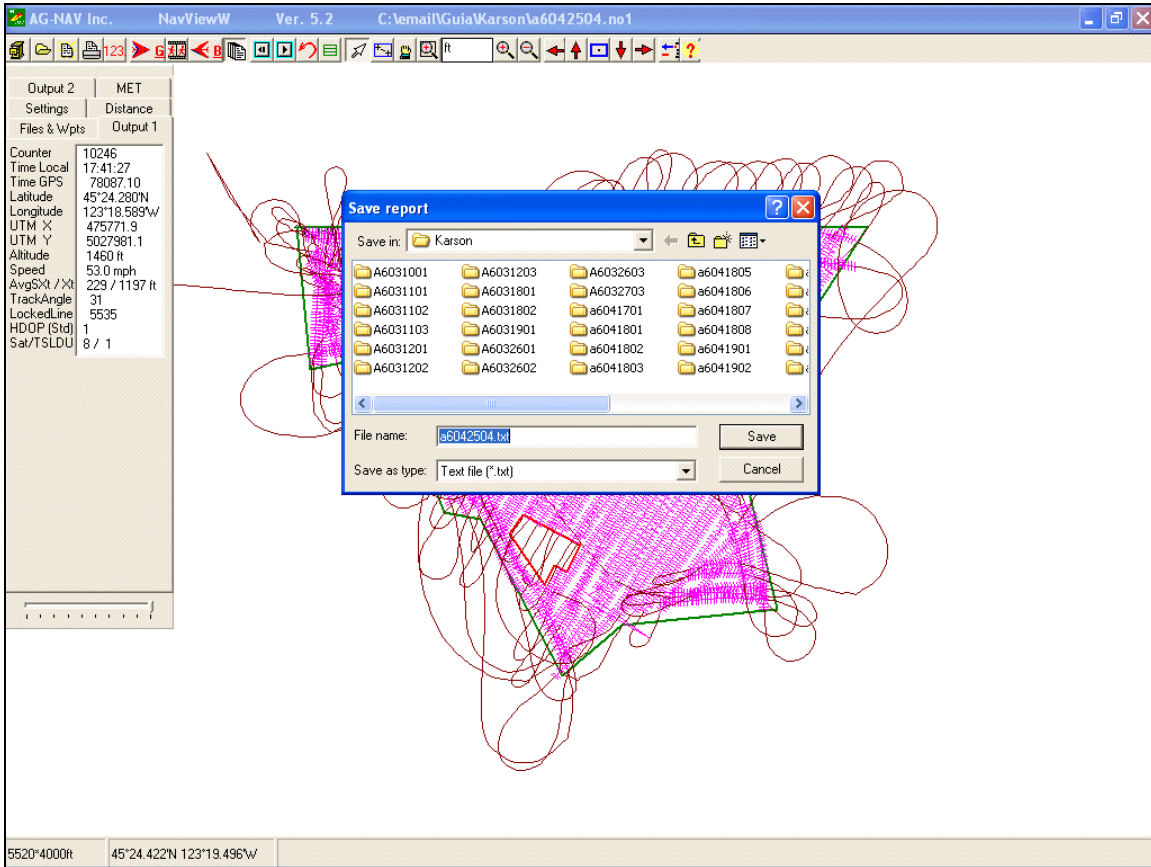 AG-NAV Inc. NavViewW Ver. 5.2 C:\email\Guia\Karson\a6042504.no1
123 G B ft ?
Output 2 MET
Settings Distance
Files & Wpts Output 1
Counter 10246
Time Local 17:41:27
Time GPS 78087.10
Latitude 45°24.280'N
Longitude 123°18.589'W
UTM X 475771.9
UTM Y 5027981.1
Altitude 1460 ft
Speed 53.0 mph
AvgSXt / Xt 229 / 1197 ft
TrackAngle 31
LockedLine 5535
HDOP (Std) 1
Sat/TSLDU 8 / 1
Save report
Save in: Karson
A6031001 A6031203 A6032603 a6041805
A6031101 A6031801 A6032703 a6041806
A6031102 A6031802 a6041701 a6041807
A6031103 A6031901 a6041801 a6041808
A6031201 A6032601 a6041802 a6041901
A6031202 A6032602 a6041803 a6041902
File name: a6042504.txt Save
Save as type: Text file (*.txt) Cancel
5520*4000ft 45°24.422'N 123°19.496'W